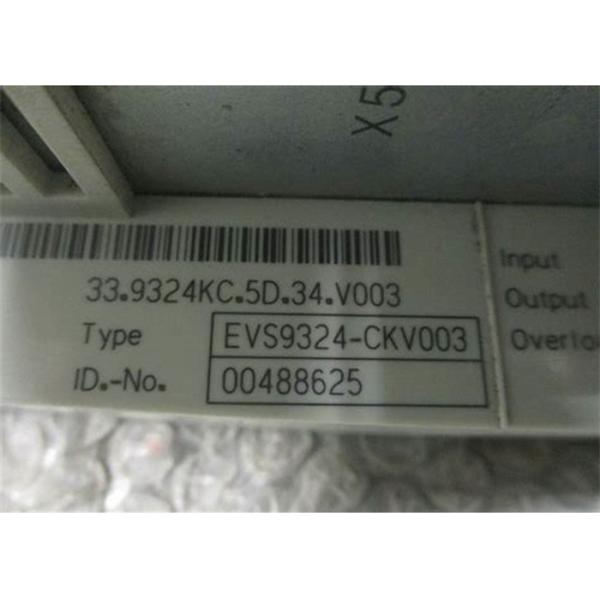 X5
33.9324KC.5D.34.V003
Type EVS9324-CKV003
ID.-No. 00488625
Input
Output